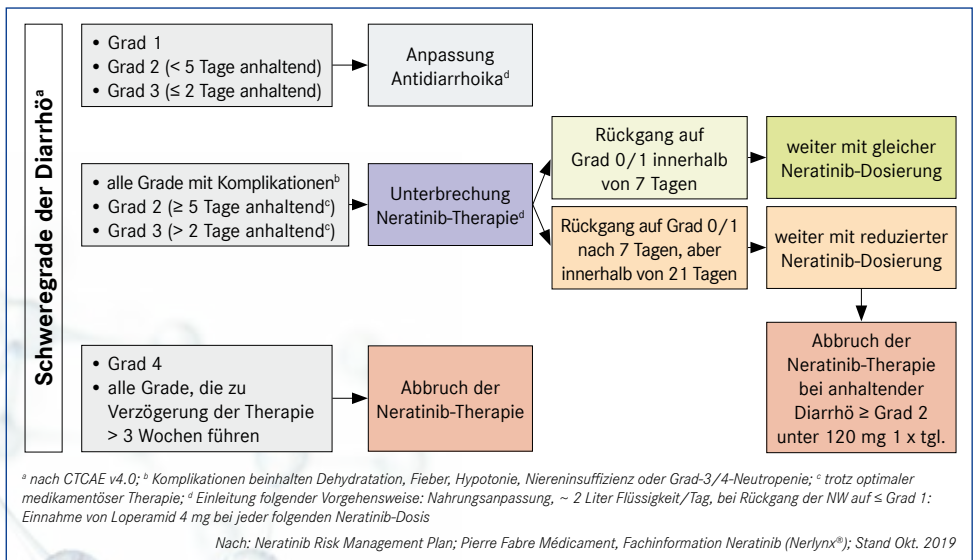 Schweregrade der Diarrhöᵃ
• Grad 1
• Grad 2 (< 5 Tage anhaltend)
• Grad 3 (≤ 2 Tage anhaltend)
Anpassung
Antidiarrhoikaᵈ
• alle Grade mit Komplikationenᵇ
• Grad 2 (≥ 5 Tage anhaltendᶜ)
• Grad 3 (> 2 Tage anhaltendᶜ)
Unterbrechung
Neratinib-Therapieᵈ
Rückgang auf
Grad 0/1 innerhalb
von 7 Tagen
weiter mit gleicher
Neratinib-Dosierung
Rückgang auf Grad 0/1
nach 7 Tagen, aber
innerhalb von 21 Tagen
weiter mit reduzierter
Neratinib-Dosierung
Abbruch der
Neratinib-Therapie
bei anhaltender
Diarrhö ≥ Grad 2
unter 120 mg 1 x tgl.
• Grad 4
• alle Grade, die zu
Verzögerung der Therapie
> 3 Wochen führen
Abbruch der
Neratinib-Therapie
ᵃ nach CTCAE v4.0; ᵇ Komplikationen beinhalten Dehydratation, Fieber, Hypotonie, Niereninsuffizienz oder Grad-3/4-Neutropenie; ᶜ trotz optimaler
medikamentöser Therapie; ᵈ Einleitung folgender Vorgehensweise: Nahrungsanpassung, ~ 2 Liter Flüssigkeit/Tag, bei Rückgang der NW auf ≤ Grad 1:
Einnahme von Loperamid 4 mg bei jeder folgenden Neratinib-Dosis
Nach: Neratinib Risk Management Plan; Pierre Fabre Médicament, Fachinformation Neratinib (Nerlynx®); Stand Okt. 2019